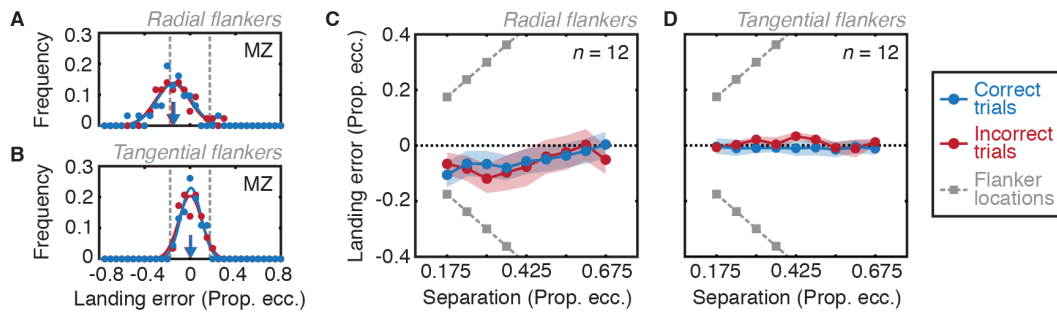 A
Radial flankers
0.3
0.2
0.1
0
Frequency
MZ
B
Tangential flankers
0.3
0.2
0.1
0
Frequency
MZ
-0.8 -0.4 0 0.4 0.8
Landing error (Prop. ecc.)
C
Radial flankers
0.4
0.2
0
-0.2
-0.4
Landing error (Prop. ecc.)
n = 12
0.175 0.425 0.675
Separation (Prop. ecc.)
D
Tangential flankers
n = 12
0.175 0.425 0.675
Separation (Prop. ecc.)
Correct
trials
Incorrect
trials
Flanker
locations